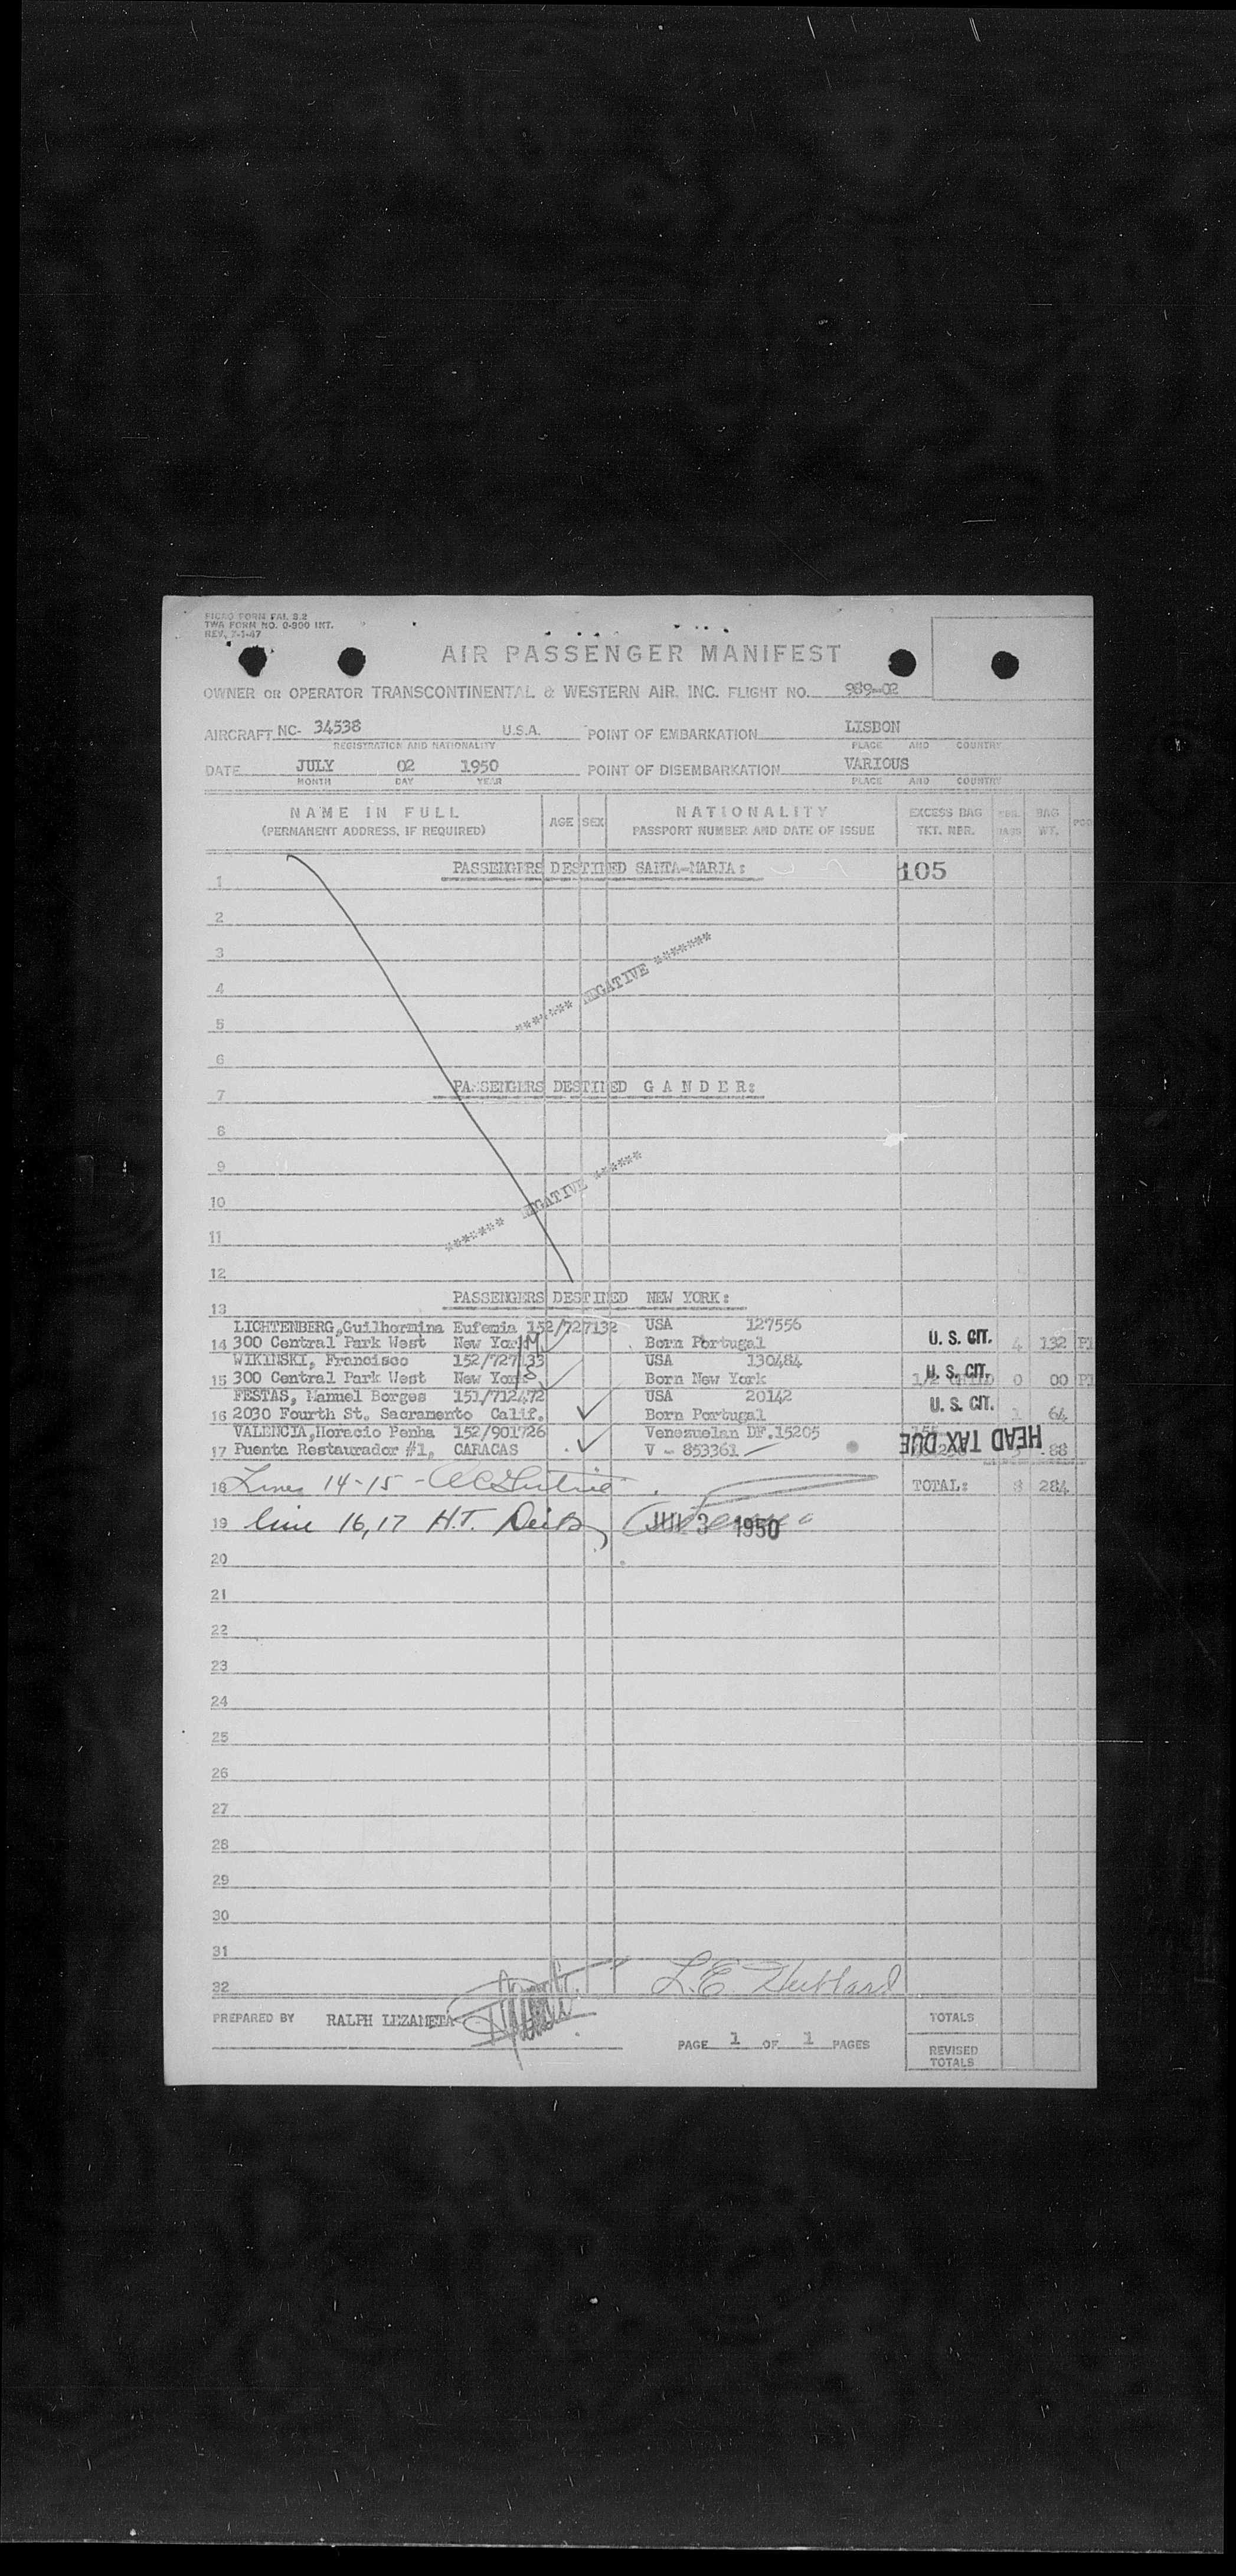 PICAO FORM PAI. 2.2
TWA FORM NO. 0-800 INT.
REV. 7-1-47
AIR PASSENGER MANIFEST
OWNER OR OPERATOR TRANSCONTINENTAL & WESTERN AIR, INC. FLIGHT NO. 989-02
AIRCRAFT NC- 34538 U.S.A. POINT OF EMBARKATION LISBON
REGISTRATION AND NATIONALITY PLACE AND COUNTRY
DATE JULY 02 1950 POINT OF DISEMBARKATION VARIOUS
MONTH DAY YEAR PLACE AND COUNTRY
NAME IN FULL AGE SEX NATIONALITY EXCESS BAG NBR. BAG
(PERMANENT ADDRESS, IF REQUIRED) PASSPORT NUMBER AND DATE OF ISSUE TKT. NBR. BAGS WT.
PASSENGERS DESTINED SANTA-MARIA: 105
1
2
3
4 ******* NEGATIVE *******
5
6
PASSENGERS DESTINED G A N D E R:
7
8
9
10 ******* NEGATIVE ******
11
12
PASSENGERS DESTINED NEW YORK:
13
LICHTENBERG,Guilhermina Eufemia 152/727132 USA 127556
14 300 Central Park West New York M Born Portugal U. S. CIT. 4 132
WIKINSKI, Francisco 152/727133 USA 130484
15 300 Central Park West New York S Born New York 1/2 CHILD U. S. CIT. 0 00
FESTAS, Manuel Borges 151/712472 USA 20142
16 2030 Fourth St. Sacramento Calif. Born Portugal U. S. CIT. 1 64
VALENCIA,Horacio Penha 152/901726 Venezuelan DF.15205
17 Puenta Restaurador #1, CARACAS V - 853361 HEAD TAX DUE 88
18 Lines 14-15 - TOTAL: 8 284
19 line 16,17 H.T. JUL 3 1950
20
21
22
23
24
25
26
27
28
29
30
31
32 L.E. Hubbard
PREPARED BY RALPH LEZAMETA TOTALS
PAGE 1 OF 1 PAGES
REVISED
TOTALS